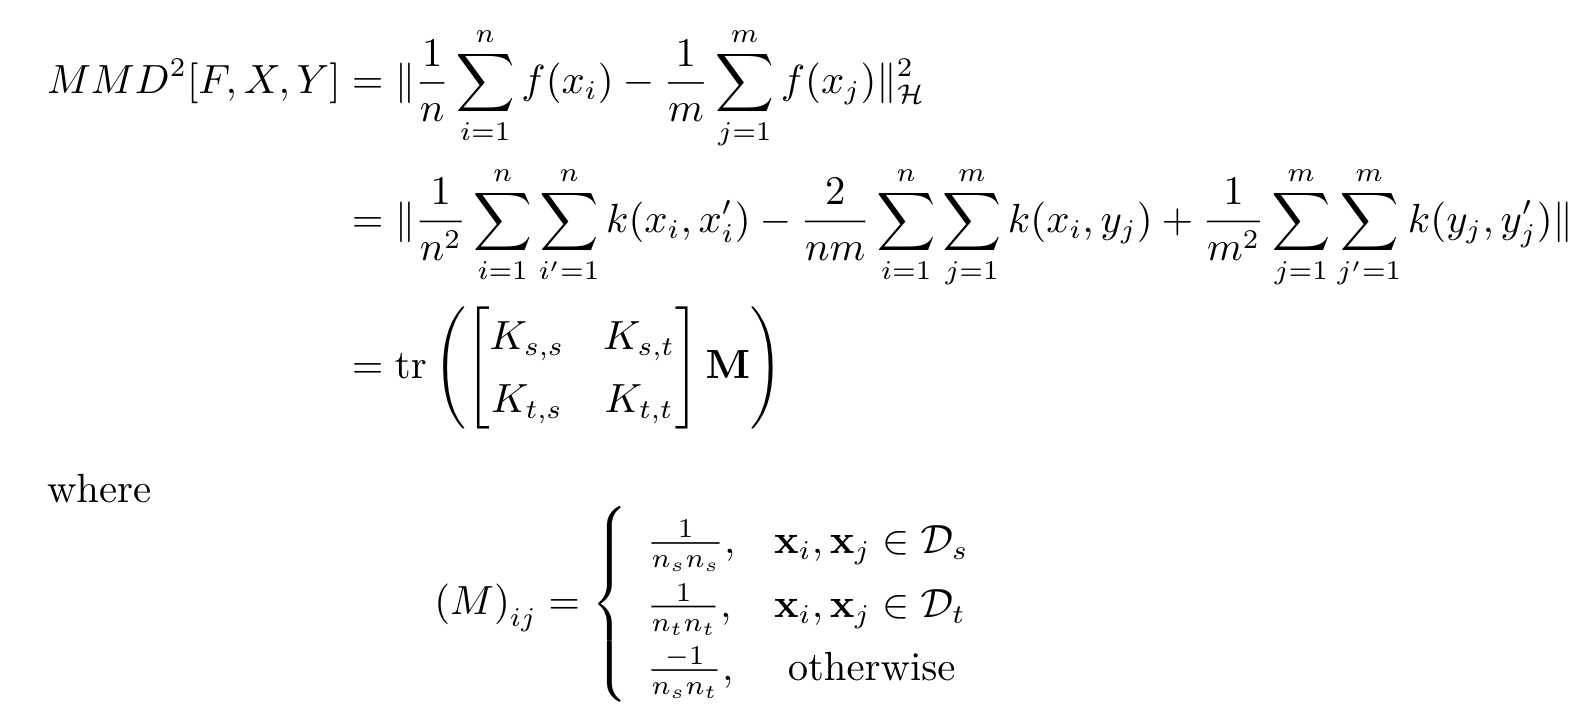 $MMD^2[F, X, Y] = \| \frac{1}{n} \sum_{i=1}^{n} f(x_i) - \frac{1}{m} \sum_{j=1}^{m} f(x_j) \|_{\mathcal{H}}^2$
$= \| \frac{1}{n^2} \sum_{i=1}^{n} \sum_{i'=1}^{n} k(x_i, x_i') - \frac{2}{nm} \sum_{i=1}^{n} \sum_{j=1}^{m} k(x_i, y_j) + \frac{1}{m^2} \sum_{j=1}^{m} \sum_{j'=1}^{m} k(y_j, y_j') \|$
$= \operatorname{tr} \left( \begin{bmatrix} K_{s,s} & K_{s,t} \\ K_{t,s} & K_{t,t} \end{bmatrix} \mathbf{M} \right)$
where
$(M)_{ij} = \begin{cases} \frac{1}{n_s n_s}, & \mathbf{x}_i, \mathbf{x}_j \in \mathcal{D}_s \\ \frac{1}{n_t n_t}, & \mathbf{x}_i, \mathbf{x}_j \in \mathcal{D}_t \\ \frac{-1}{n_s n_t}, & \text{otherwise} \end{cases}$